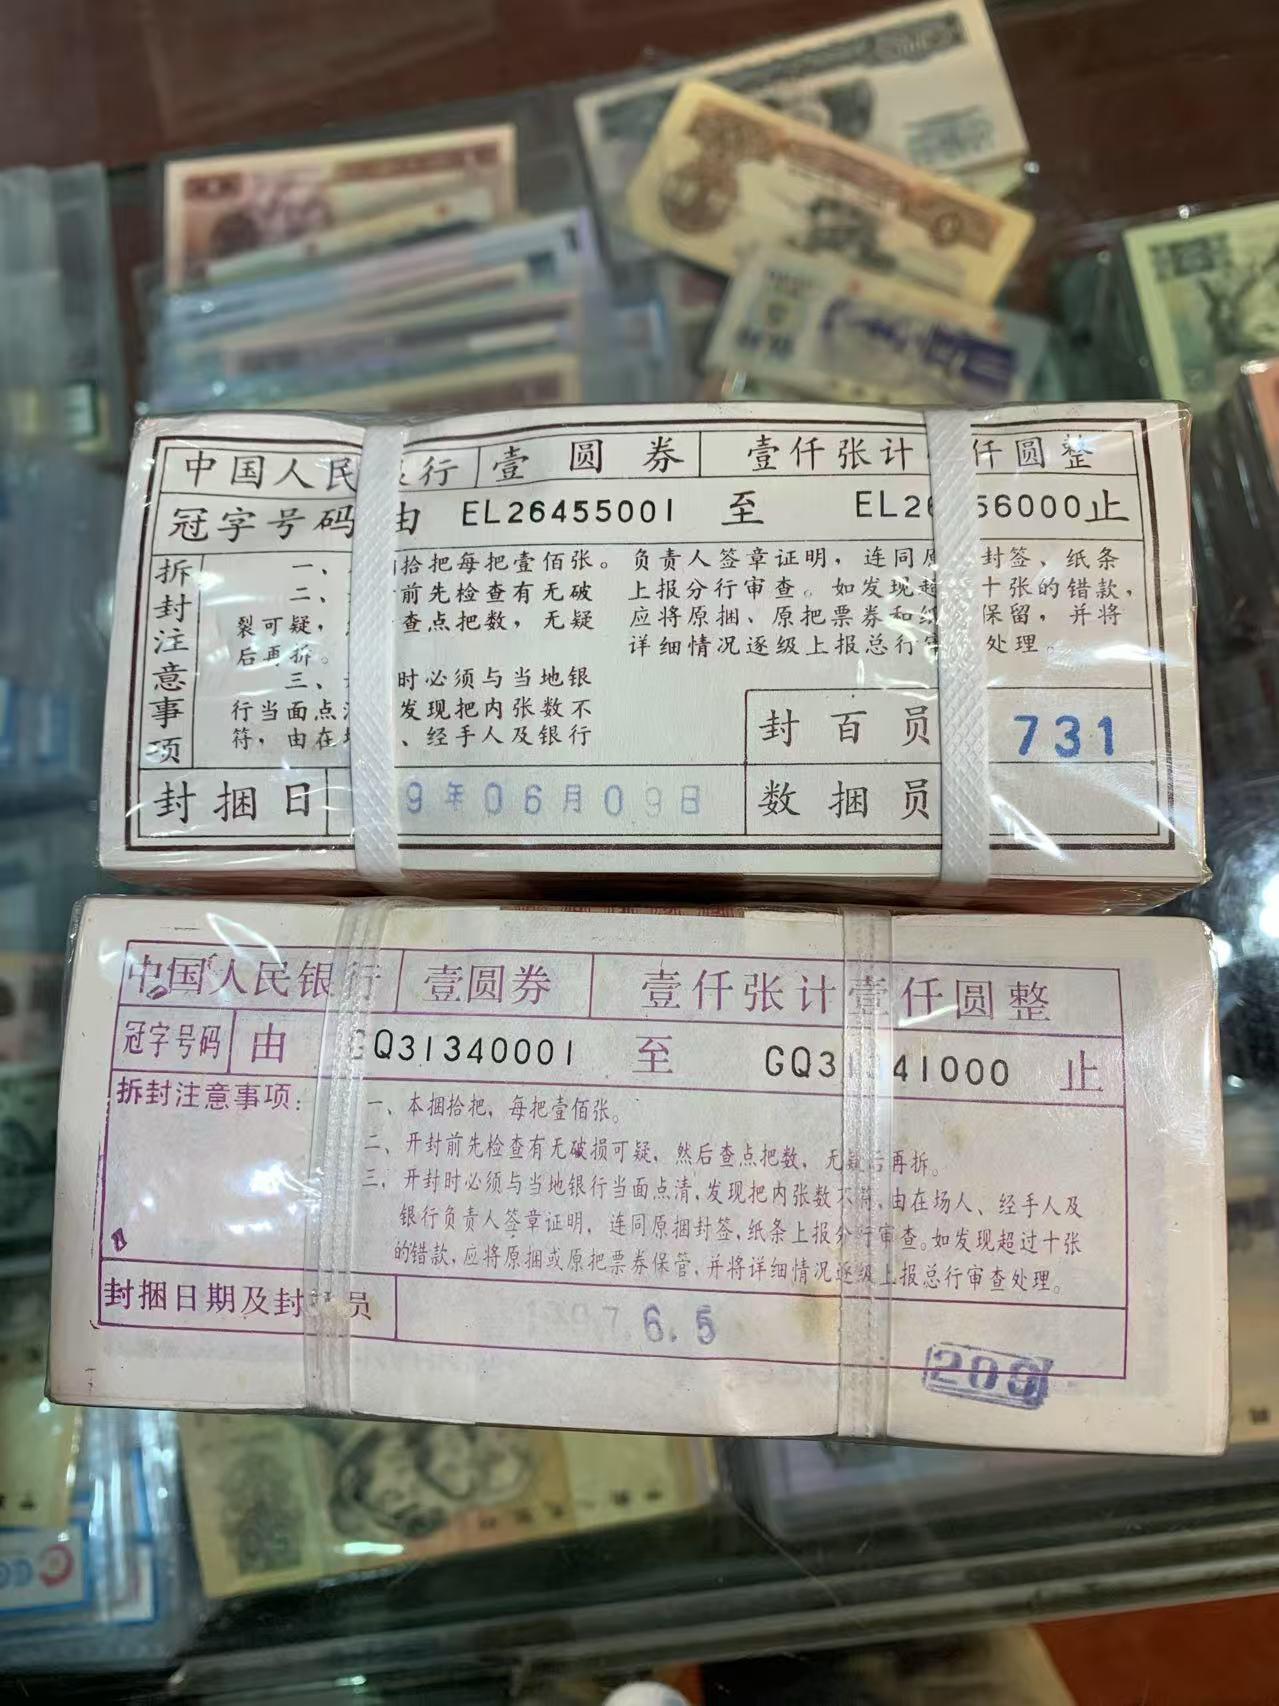 中国人民 行 壹圆券 壹仟张计 仟圆整
冠字号码 由 EL26455001 至 EL26 56000止
拆封注意事项
一、 拾把每把壹佰张。
二、 前先检查有无破
裂可疑, 查点把数，无疑
后再拆。
三、 时必须与当地银
行当面点 发现把内张数不
符，由在 、经手人及银行
负责人签章证明，连同原 封签、纸条
上报分行审查。如发现超 十张的错款，
应将原捆、原把票券和 保留，并将
详细情况逐级上报总行 处理。
封百员 731
封捆日 9年06月09日 数捆员
中国人民银行 壹圆券 壹仟张计壹仟圆整
冠字号码 由 GQ31340001 至 GQ31341000 止
拆封注意事项：
一、本捆拾把，每把壹佰张。
二、开封前先检查有无破损可疑，然后查点把数，无疑后再拆。
三、开封时必须与当地银行当面点清，发现把内张数不符，由在场人、经手人及
银行负责人签章证明，连同原捆封签，纸条上报分行审查。如发现超过十张
的错款，应将原捆或原把票券保管，并将详细情况逐级上报总行审查处理。
封捆日期及封 员 1997.6.5
200